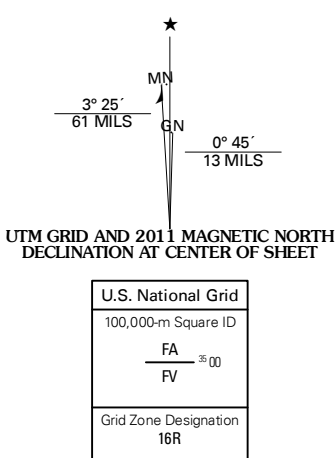 ★
MN
3° 25´
61 MILS
GN
0° 45´
13 MILS
UTM GRID AND 2011 MAGNETIC NORTH
DECLINATION AT CENTER OF SHEET
U.S. National Grid
100,000-m Square ID
FA
35 00
FV
Grid Zone Designation
16R